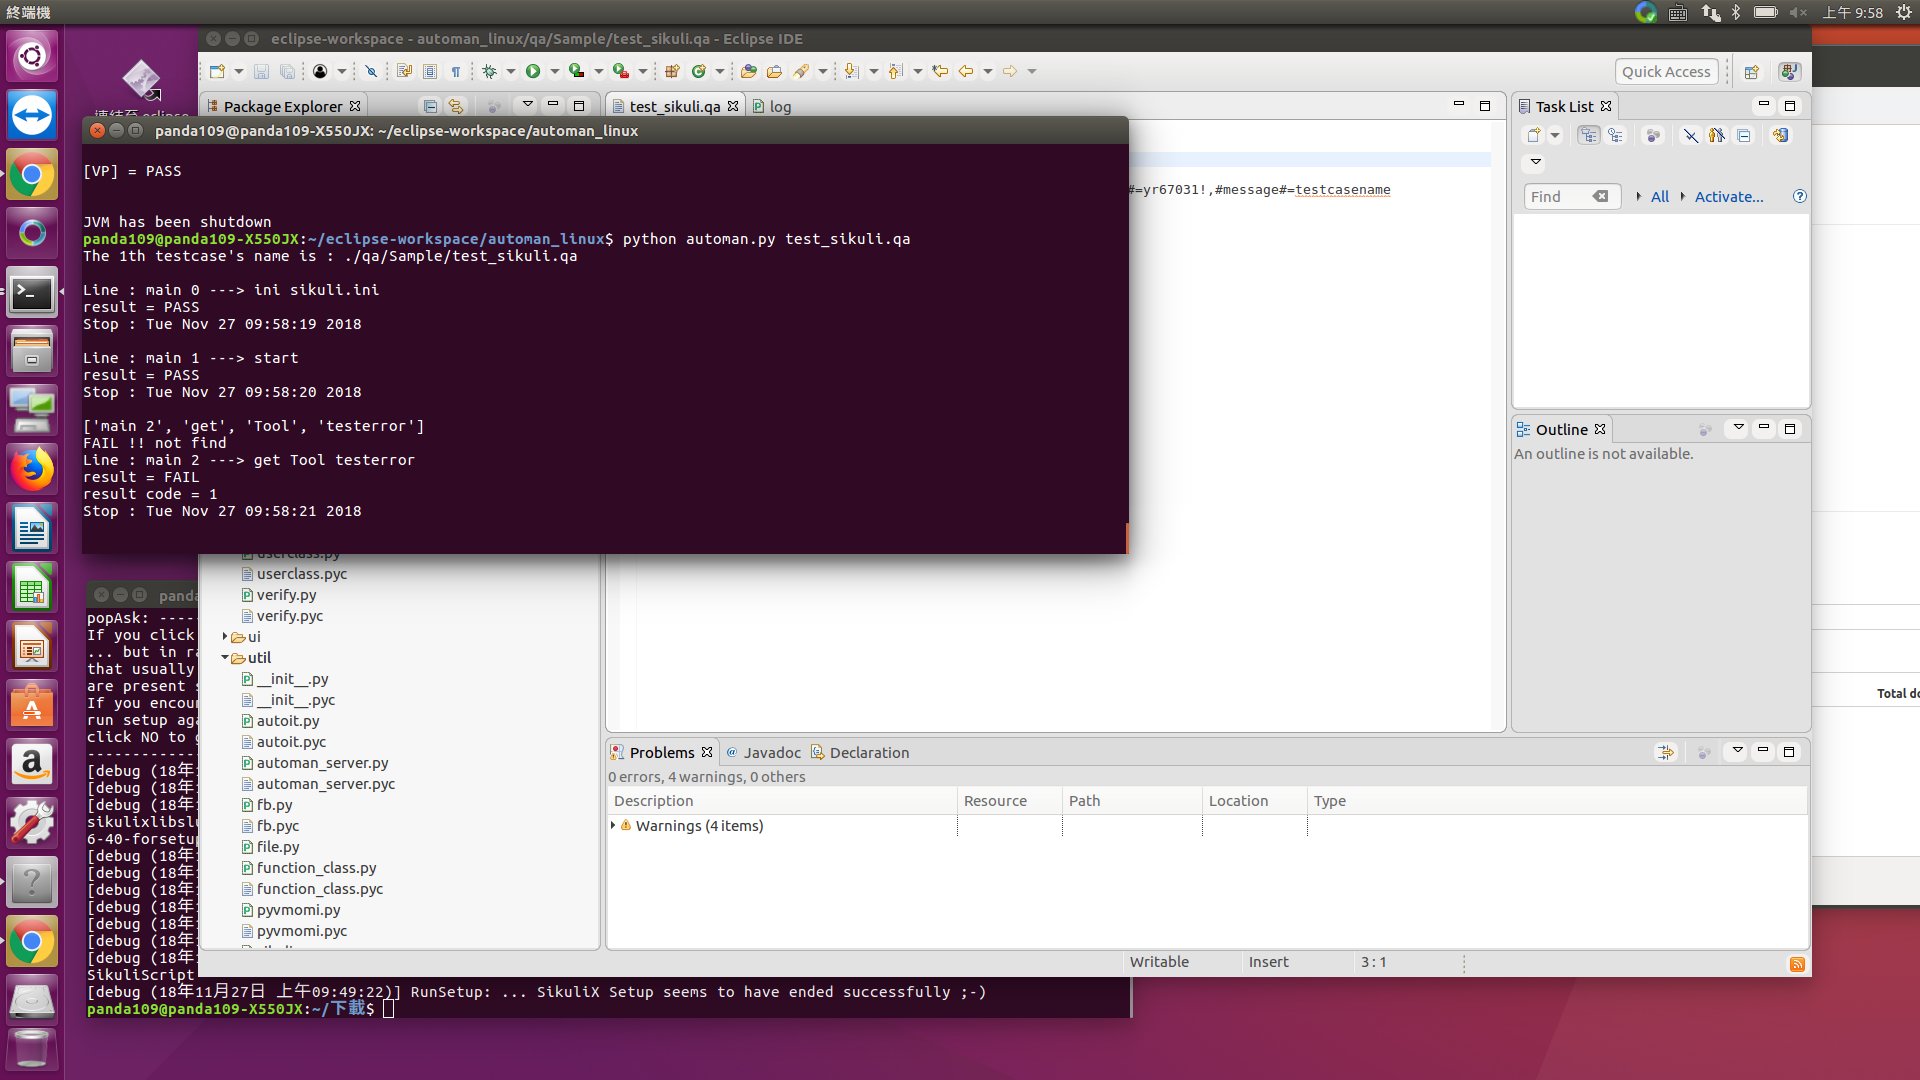 終端機
上午 9:58
eclipse-workspace - automan_linux/qa/Sample/test_sikuli.qa - Eclipse IDE
Quick Access
Package Explorer
test_sikuli.qa
log
Task List
panda109@panda109-X550JX: ~/eclipse-workspace/automan_linux
[VP] = PASS
#=yr67031!,#message#=testcasename
Find
All
Activate...
JVM has been shutdown
panda109@panda109-X550JX:~/eclipse-workspace/automan_linux$ python automan.py test_sikuli.qa
The 1th testcase's name is : ./qa/Sample/test_sikuli.qa
Line : main 0 ---> ini sikuli.ini
result = PASS
Stop : Tue Nov 27 09:58:19 2018
Line : main 1 ---> start
result = PASS
Stop : Tue Nov 27 09:58:20 2018
['main 2', 'get', 'Tool', 'testerror']
FAIL !! not find
Line : main 2 ---> get Tool testerror
result = FAIL
result code = 1
Stop : Tue Nov 27 09:58:21 2018
Outline
An outline is not available.
userclass.py
userclass.pyc
verify.py
verify.pyc
ui
util
__init__.py
__init__.pyc
autoit.py
autoit.pyc
automan_server.py
automan_server.pyc
fb.py
fb.pyc
file.py
function_class.py
function_class.pyc
pyvmomi.py
pyvmomi.pyc
panda
popAsk: -----
If you click
... but in ra
that usually
are present s
If you encoun
run setup aga
click NO to g
-------------
[debug (18年
[debug (18年
[debug (18年
sikulixlibslu
6-40-forsetup
[debug (18年
[debug (18年
[debug (18年
[debug (18年
[debug (18年
[debug (18年
[debug (18年
SikuliScript
[debug (18年11月27日 上午09:49:22)] RunSetup: ... SikuliX Setup seems to have ended successfully ;-)
panda109@panda109-X550JX:~/下載$
Total do
Problems
Javadoc
Declaration
0 errors, 4 warnings, 0 others
Description
Resource
Path
Location
Type
Warnings (4 items)
Writable
Insert
3 : 1